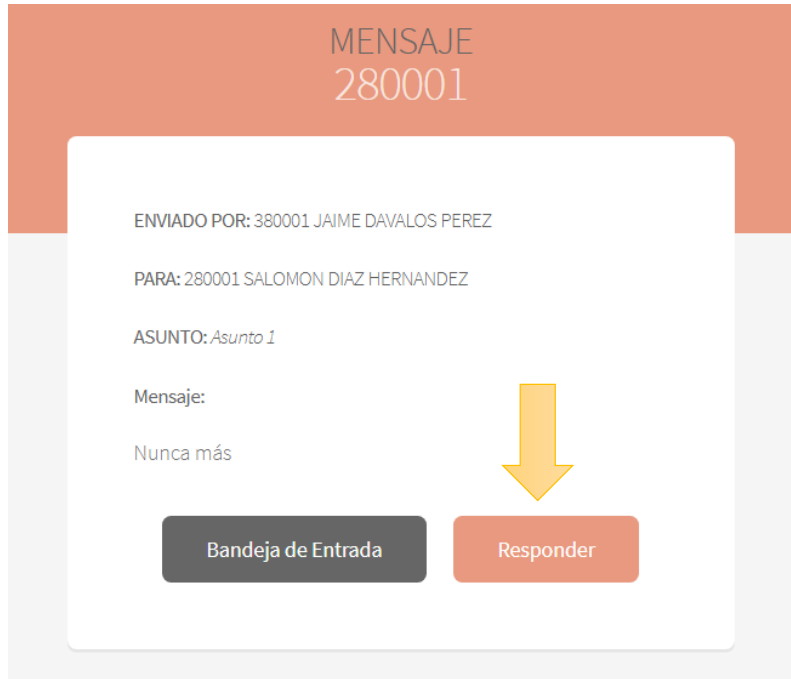 MENSAJE
280001
ENVIADO POR: 380001 JAIME DAVALOS PEREZ
PARA: 280001 SALOMON DIAZ HERNANDEZ
ASUNTO: Asunto 1
Mensaje:
Nunca más
Bandeja de Entrada
Responder